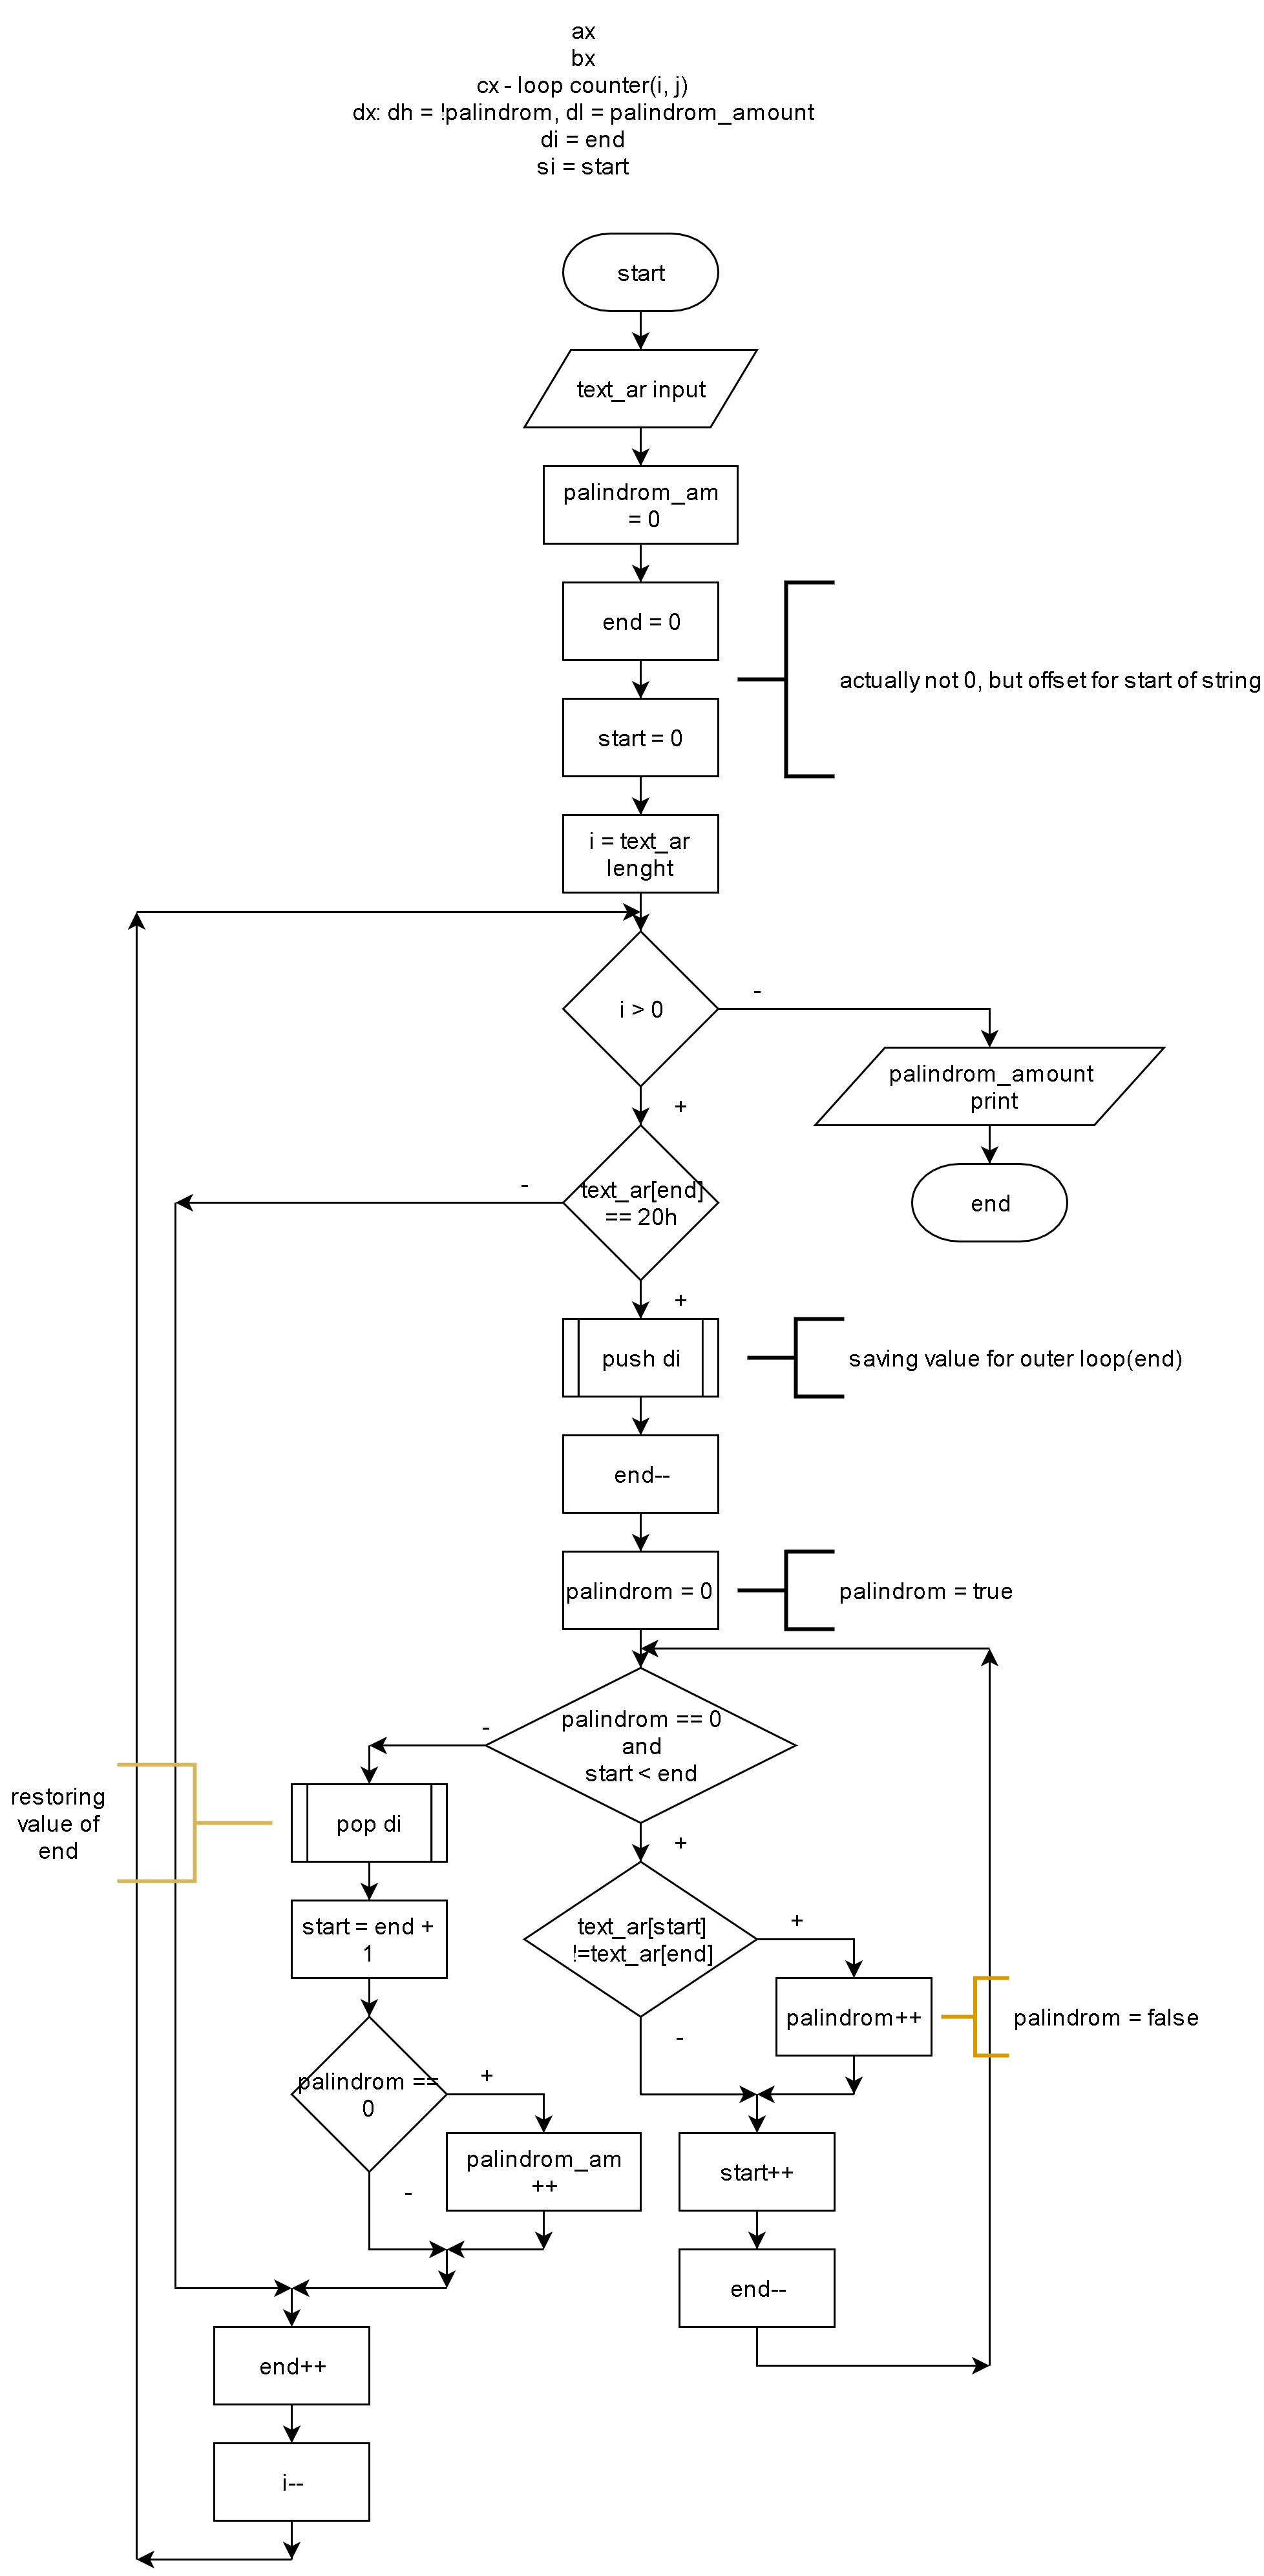 ax
bx
cx - loop counter(i, j)
dx: dh = !palindrom, dl = palindrom_amount
di = end
si = start
start
text_ar input
palindrom_am
= 0
end = 0
actually not 0, but offset for start of string
start = 0
i = text_ar
lenght
i > 0
-
+
palindrom_amount
print
end
text_ar[end]
== 20h
-
+
push di
saving value for outer loop(end)
end--
palindrom = 0
palindrom = true
palindrom == 0
and
start < end
-
+
pop di
restoring
value of
end
start = end +
1
text_ar[start]
!=text_ar[end]
+
-
palindrom++
palindrom = false
palindrom ==
0
+
-
palindrom_am
++
start++
end--
end++
i--